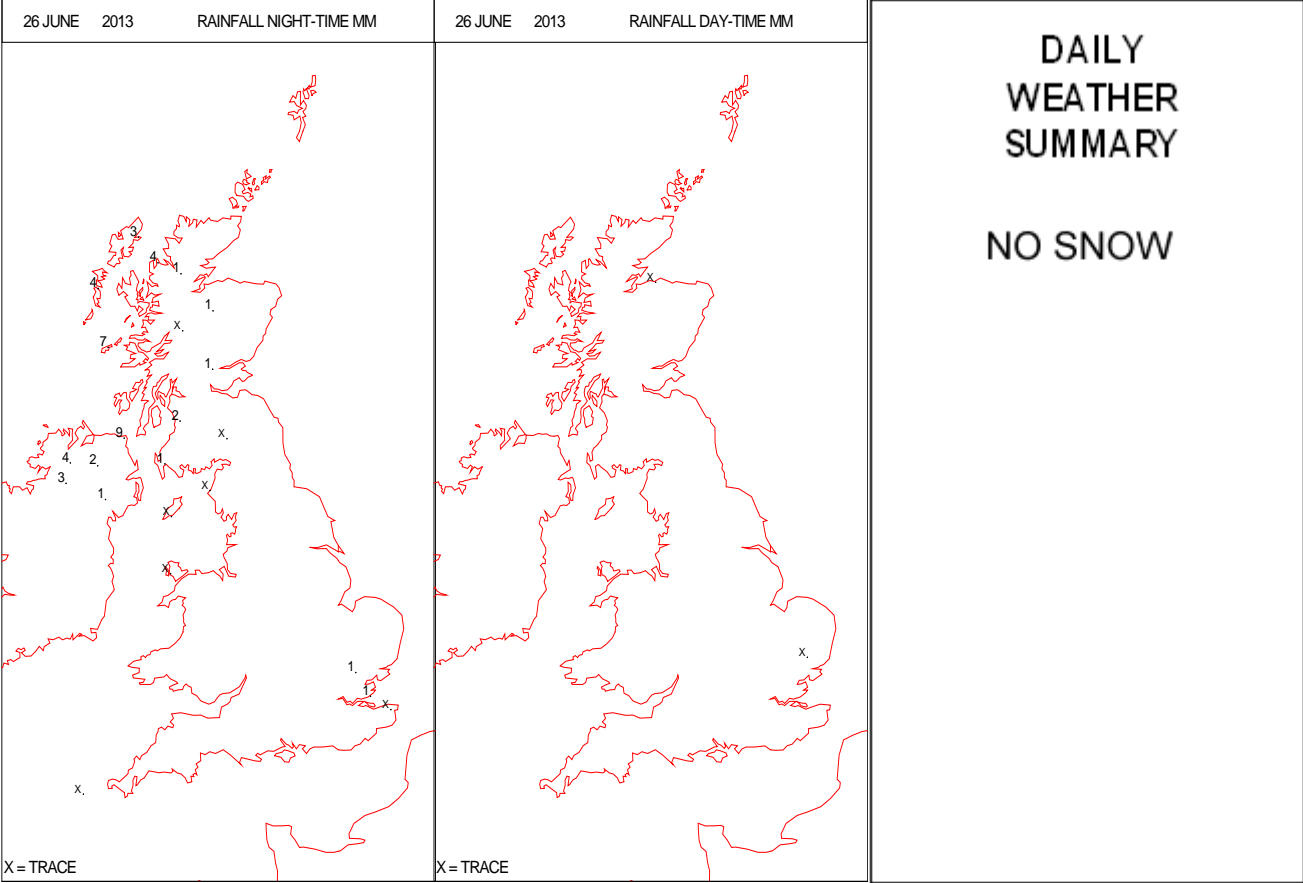 26 JUNE 2013 RAINFALL NIGHT-TIME MM
3.
4.
1.
4.
1.
X.
7.
1.
2.
9.
X.
4.
2.
1
3.
X.
1.
X.
X.
1.
1.
X.
X.
X = TRACE
26 JUNE 2013 RAINFALL DAY-TIME MM
X.
X.
X = TRACE
DAILY
WEATHER
SUMMARY
NO SNOW